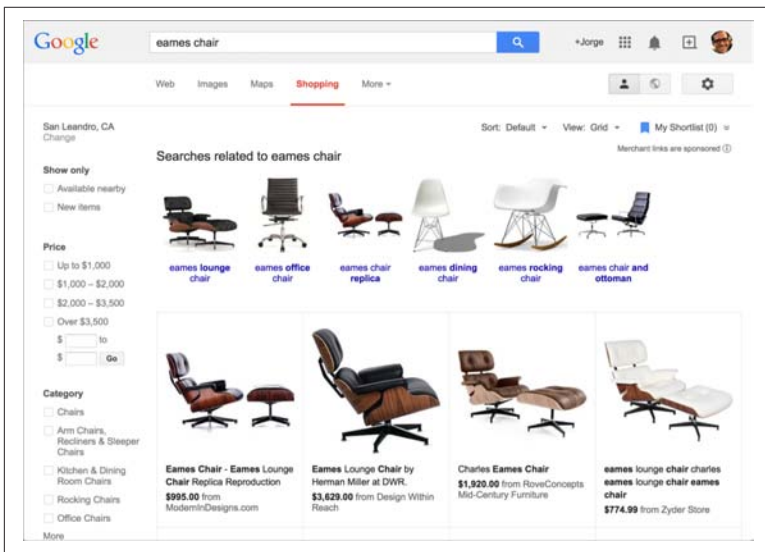 Google
eames chair
+Jorge
Web Images Maps Shopping More
San Leandro, CA
Change
Sort: Default View: Grid My Shortlist (0)
Merchant links are sponsored
Show only
Available nearby
New items
Price
Up to $1,000
$1,000 – $2,000
$2,000 – $3,500
Over $3,500
$ to
$ Go
Category
Chairs
Arm Chairs,
Recliners & Sleeper
Chairs
Kitchen & Dining
Room Chairs
Rocking Chairs
Office Chairs
More
Searches related to eames chair
eames lounge
chair
eames office
chair
eames chair
replica
eames dining
chair
eames rocking
chair
eames chair and
ottoman
Eames Chair - Eames Lounge
Chair Replica Reproduction
$995.00 from
ModernInDesigns.com
Eames Lounge Chair by
Herman Miller at DWR.
$3,629.00 from Design Within
Reach
Charles Eames Chair
$1,920.00 from RoveConcepts
Mid-Century Furniture
eames lounge chair charles
eames lounge chair eames
chair
$774.99 from Zyder Store